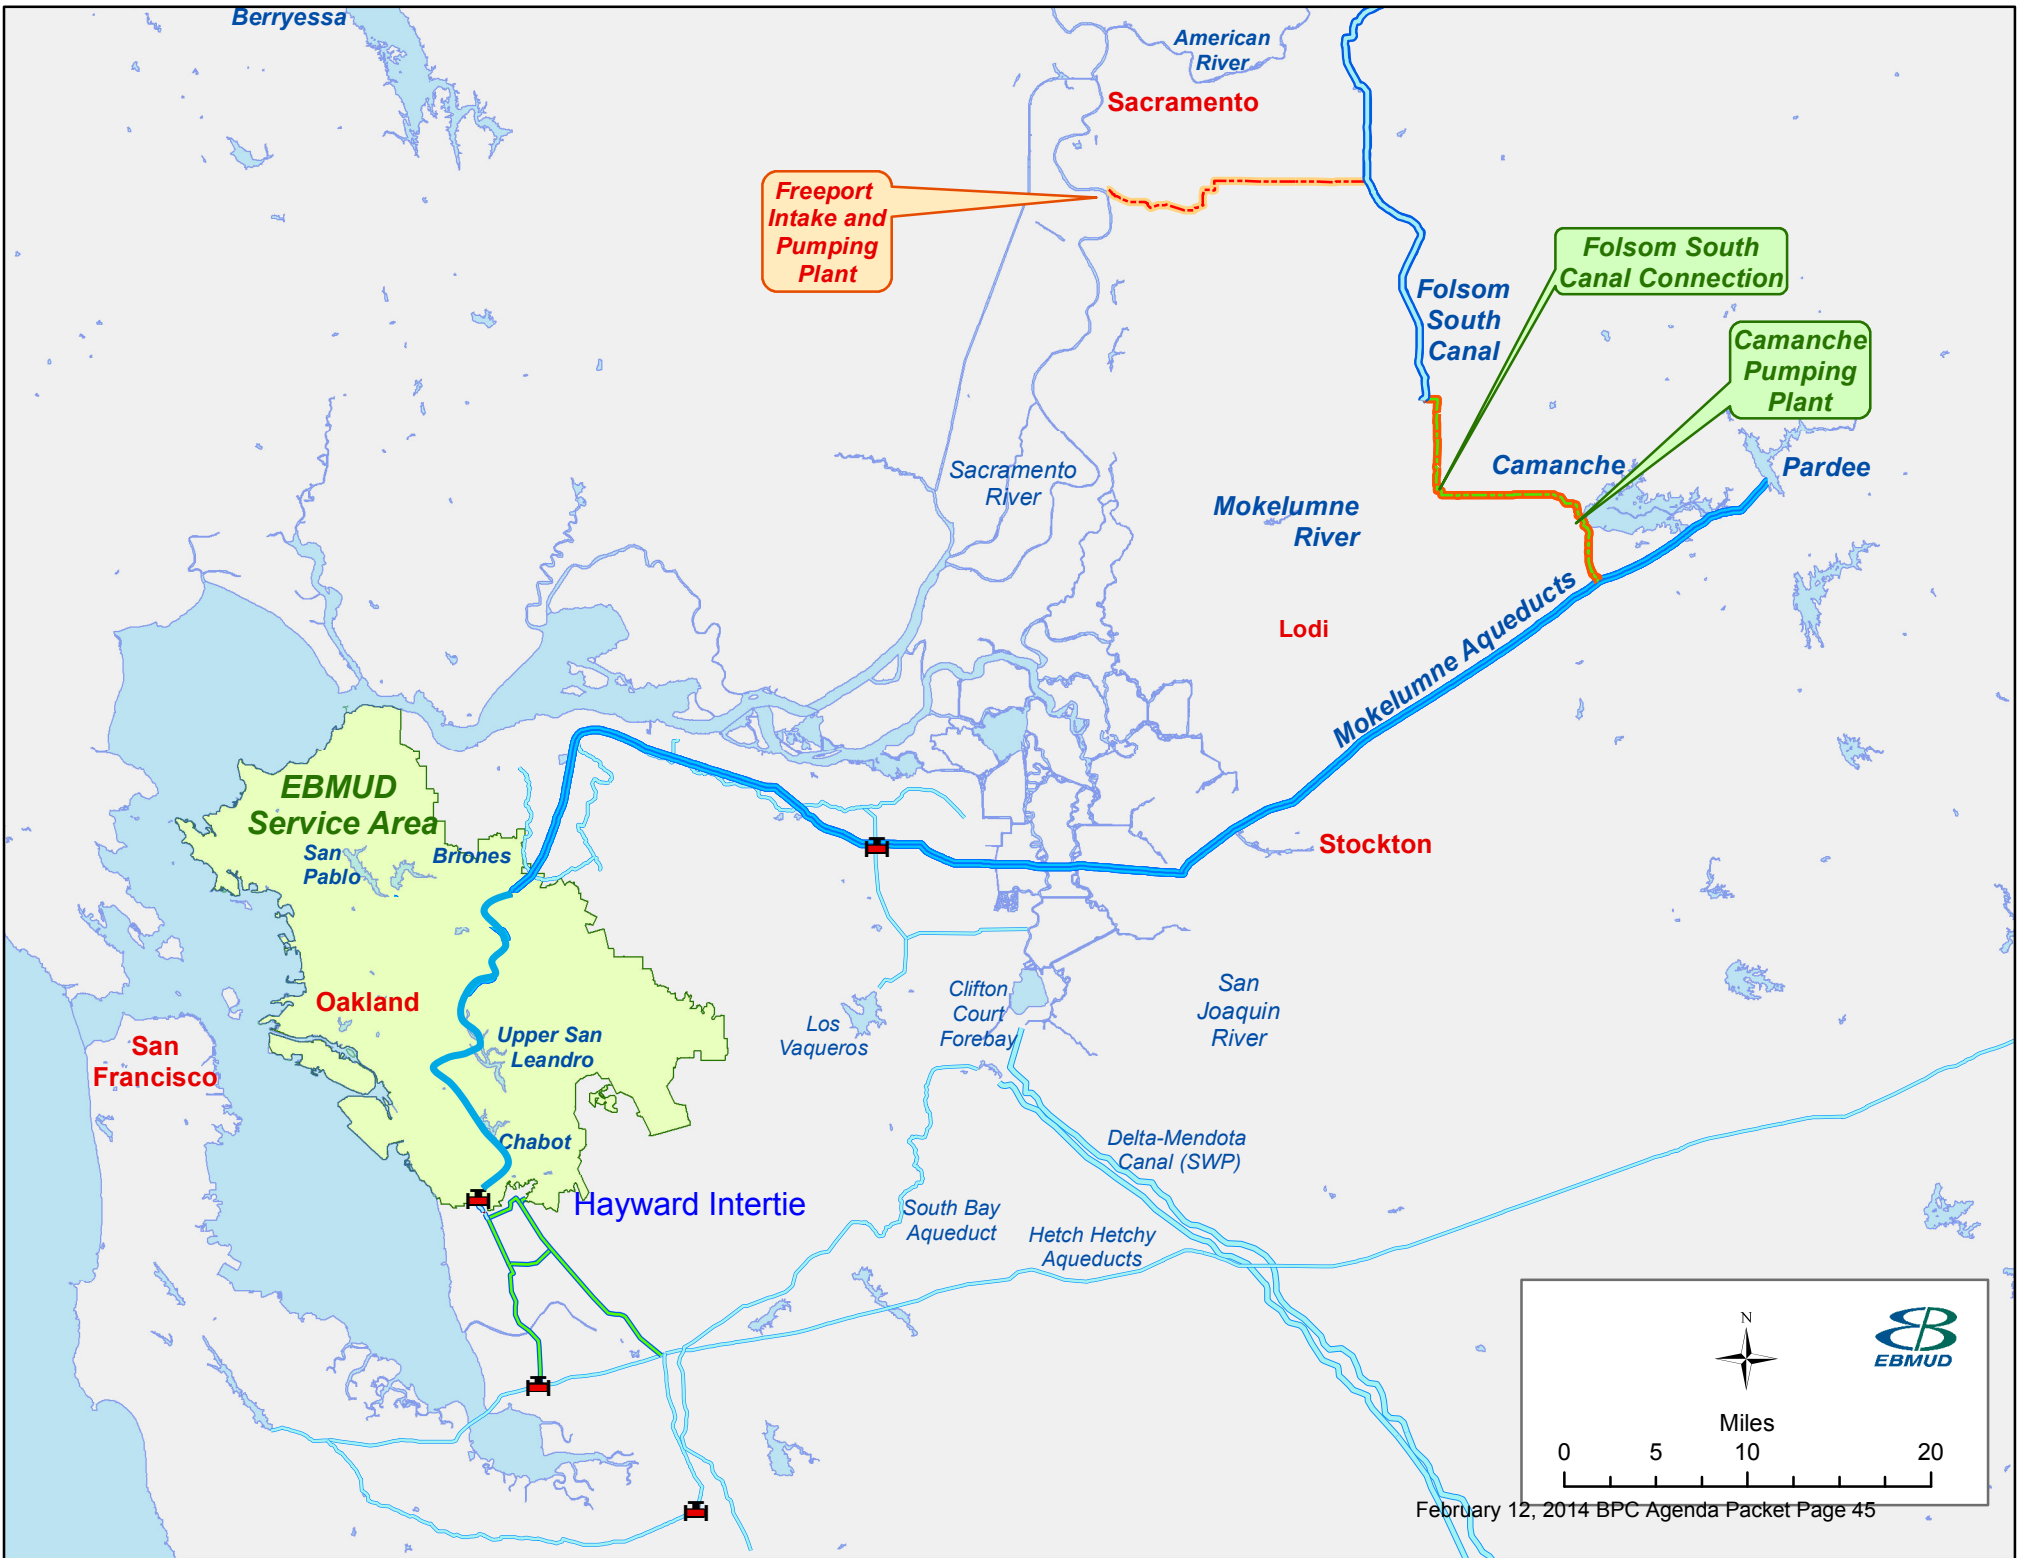 Berryessa
American
River
Sacramento
Freeport
Intake and
Pumping
Plant
Folsom South
Canal Connection
Folsom
South
Canal
Camanche
Pumping
Plant
Sacramento
River
Camanche
Pardee
Mokelumne
River
Mokelumne Aqueducts
Lodi
EBMUD
Service Area
San
Pablo
Briones
Stockton
Oakland
San
Francisco
Upper San
Leandro
Los
Vaqueros
Clifton
Court
Forebay
San
Joaquin
River
Chabot
Hayward Intertie
Delta-Mendota
Canal (SWP)
South Bay
Aqueduct
Hetch Hetchy
Aqueducts
N
EBMUD
Miles
0 5 10 20
February 12, 2014 BPC Agenda Packet Page 45